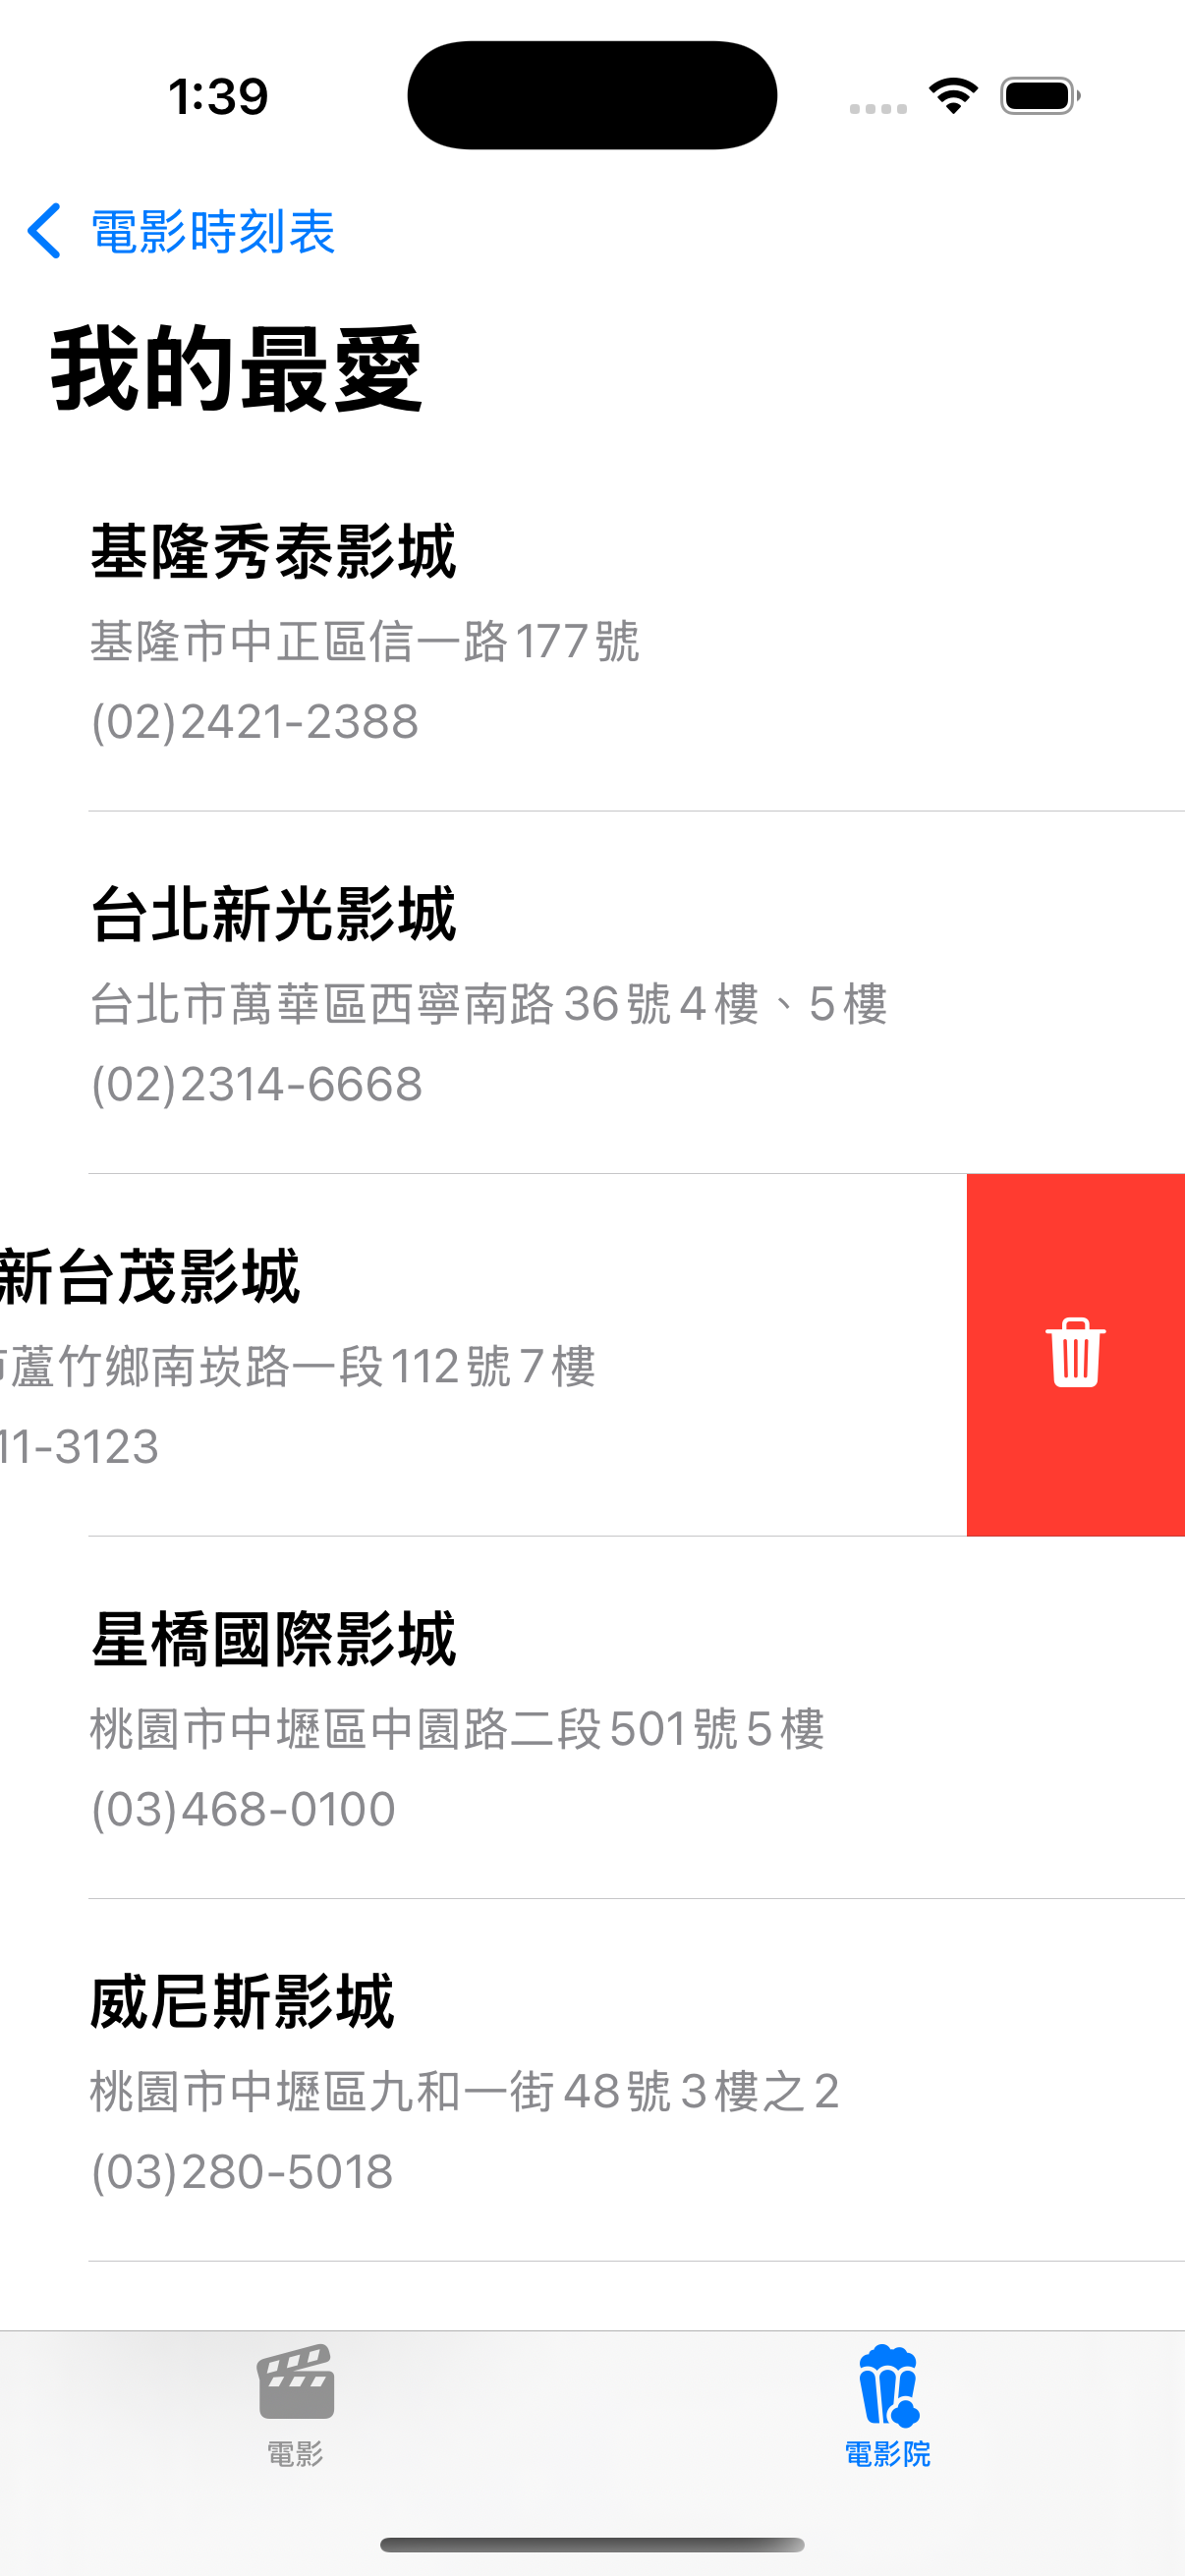 1:39
電影時刻表
我的最愛
基隆秀泰影城
基隆市中正區信一路177號
(02)2421-2388
台北新光影城
台北市萬華區西寧南路36號4樓、5樓
(02)2314-6668
新台茂影城
蘆竹鄉南崁路一段112號7樓
11-3123
星橋國際影城
桃園市中壢區中園路二段501號5樓
(03)468-0100
威尼斯影城
桃園市中壢區九和一街48號3樓之2
(03)280-5018
電影
電影院